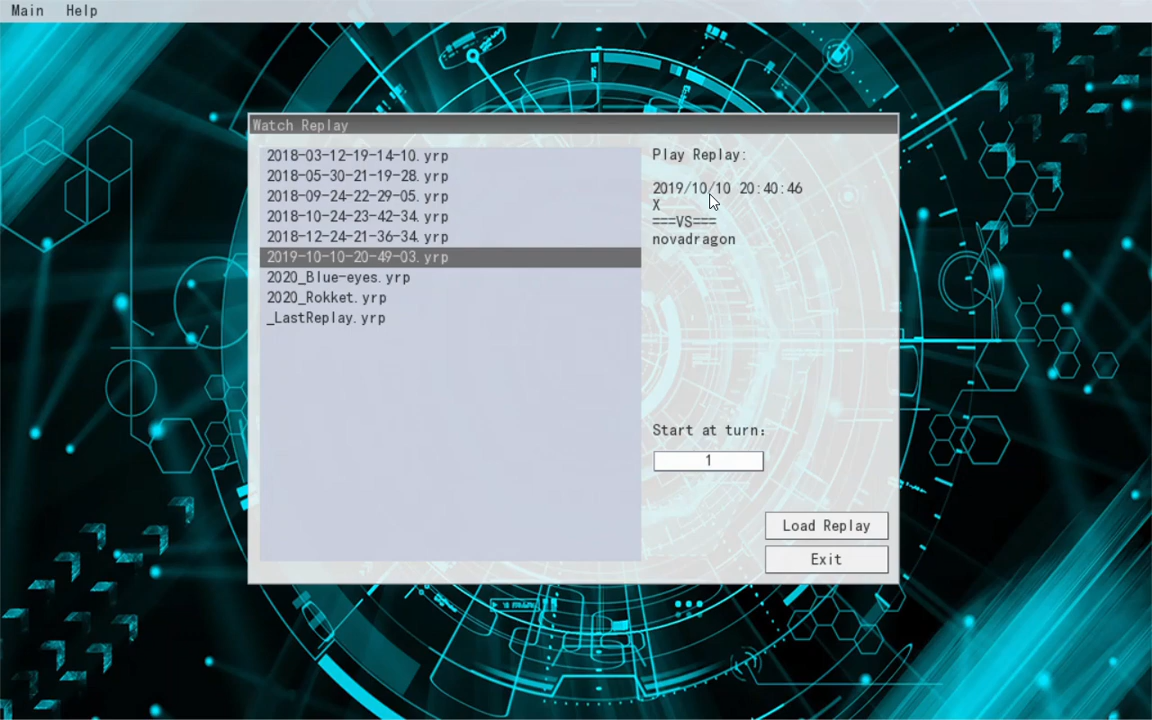 Main Help
Watch Replay
2018-03-12-19-14-10.yrp
2018-05-30-21-19-28.yrp
2018-09-24-22-29-05.yrp
2018-10-24-23-42-34.yrp
2018-12-24-21-36-34.yrp
2019-10-10-20-49-03.yrp
2020_Blue-eyes.yrp
2020_Rokket.yrp
_LastReplay.yrp
Play Replay:
2019/10/10 20:40:46
X
===VS===
novadragon
Start at turn:
1
Load Replay
Exit